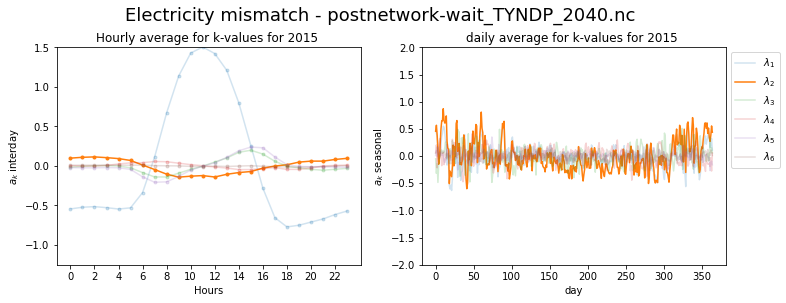 Electricity mismatch - postnetwork-wait_TYNDP_2040.nc
Hourly average for k-values for 2015
1.5
1.0
0.5
0.0
−0.5
−1.0
a_k interday
0 2 4 6 8 10 12 14 16 18 20 22
Hours
daily average for k-values for 2015
2.0
1.5
1.0
0.5
0.0
−0.5
−1.0
−1.5
−2.0
a_k seasonal
0 50 100 150 200 250 300 350
day
λ₁
λ₂
λ₃
λ₄
λ₅
λ₆